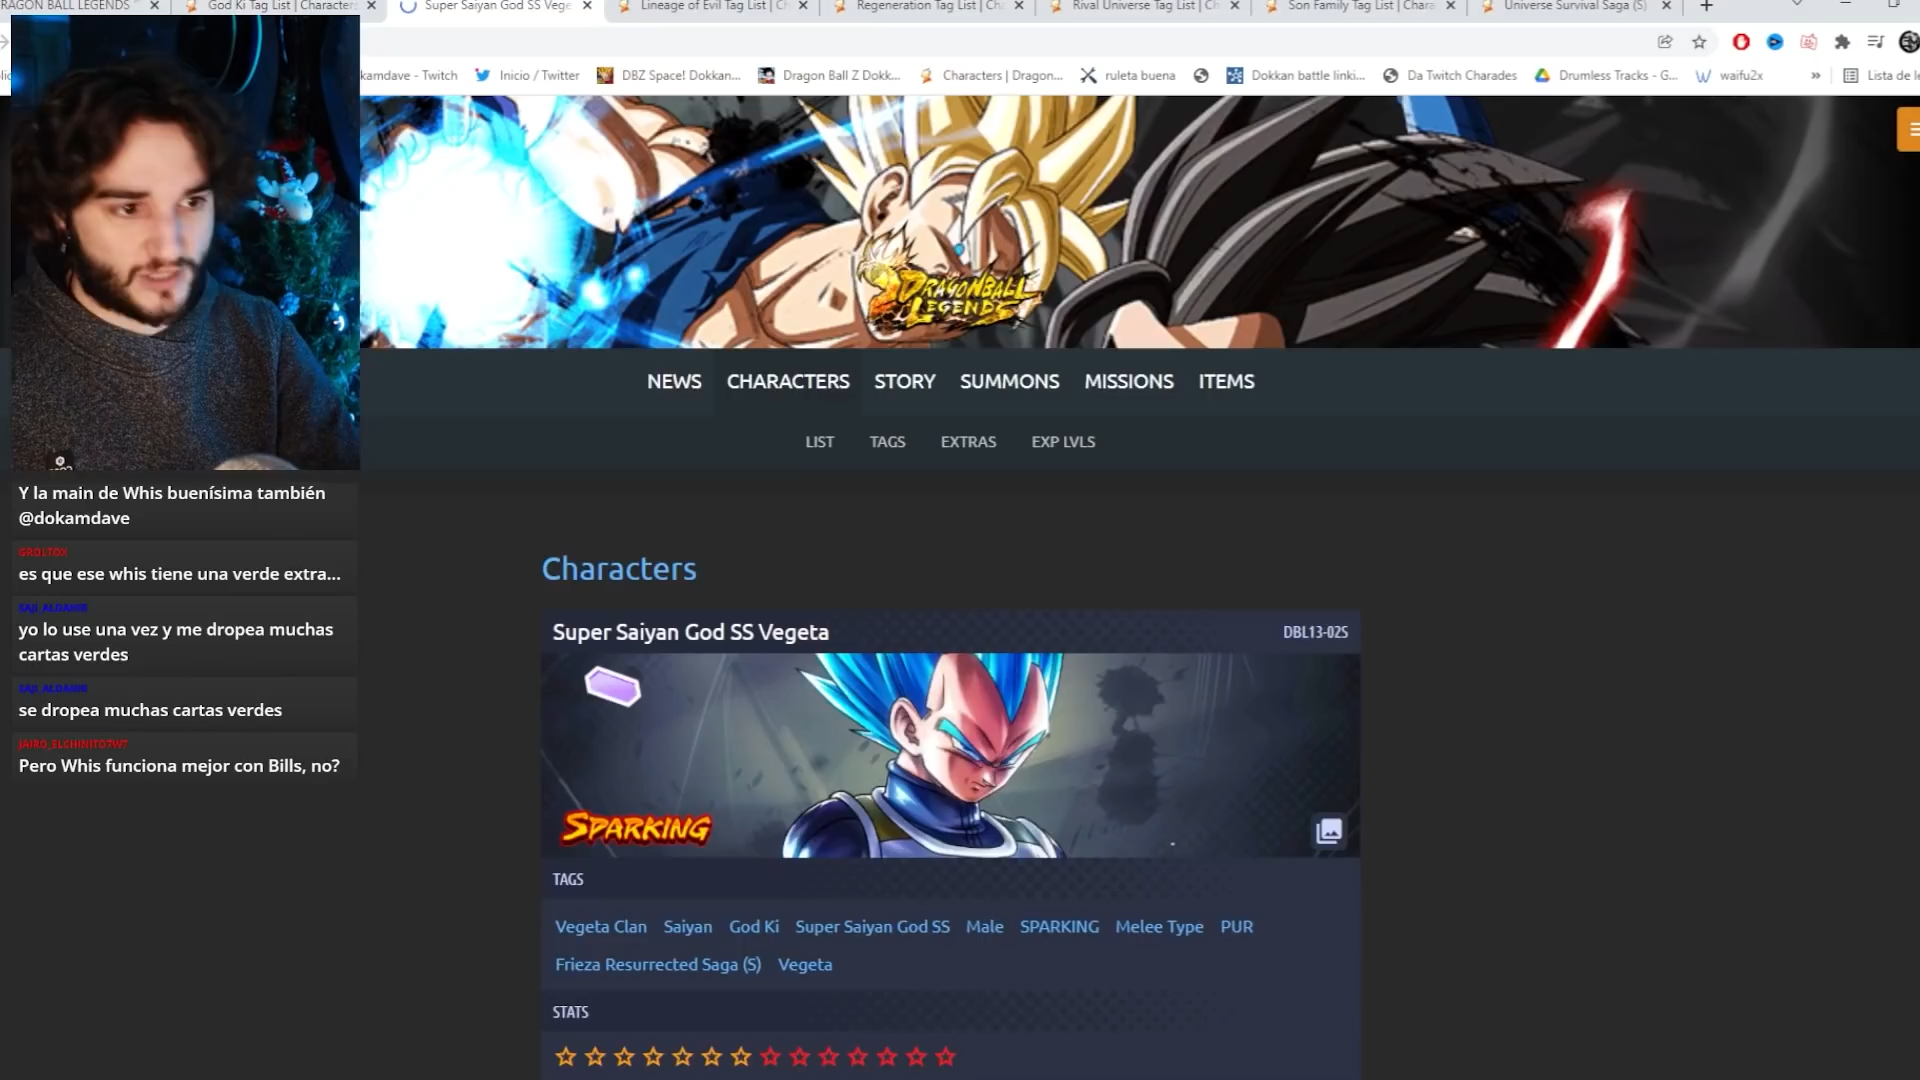 RAGON BALL LEGENDS
God Ki Tag List | Character:
Super Saiyan God SS Vege
Lineage of Evil Tag List | Ch
Regeneration Tag List | Cha
Rival Universe Tag List | Ch
Son Family Tag List | Chara
Universe Survival Saga (S)
kamdave - Twitch
Inicio / Twitter
DBZ Space! Dokkan...
Dragon Ball Z Dokk...
Characters | Dragon...
ruleta buena
Dokkan battle linki...
Da Twitch Charades
Drumless Tracks - G...
waifu2x
»
Lista de le
DRAGONBALL
LEGENDS
NEWS CHARACTERS STORY SUMMONS MISSIONS ITEMS
LIST TAGS EXTRAS EXP LVLS
Y la main de Whis buenísima también
@dokamdave
GROLTOX
es que ese whis tiene una verde extra...
yo lo use una vez y me dropea muchas
cartas verdes
se dropea muchas cartas verdes
JAIRO_ELCHINITO7W7
Pero Whis funciona mejor con Bills, no?
Characters
Super Saiyan God SS Vegeta
DBL13-02S
SPARKING
TAGS
Vegeta Clan Saiyan God Ki Super Saiyan God SS Male SPARKING Melee Type PUR
Frieza Resurrected Saga (S) Vegeta
STATS